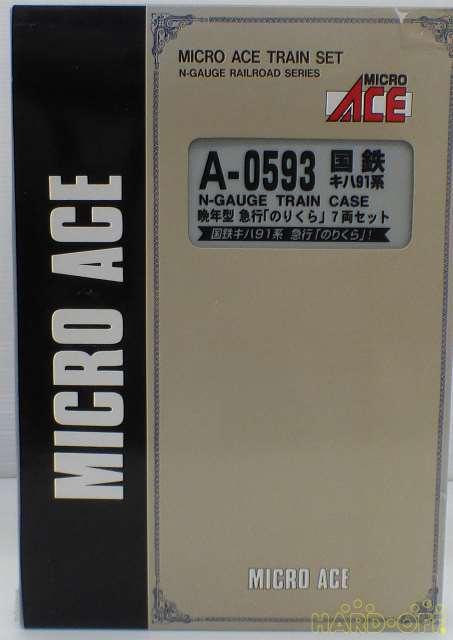 MICRO ACE TRAIN SET
N-GAUGE RAILROAD SERIES
MICRO
ACE
A-0593 国鉄
キハ91系
N-GAUGE TRAIN CASE
晩年型 急行「のりくら」7両セット
国鉄キハ91系 急行「のりくら」!
MICRO ACE
MICRO ACE
HARD-OFF